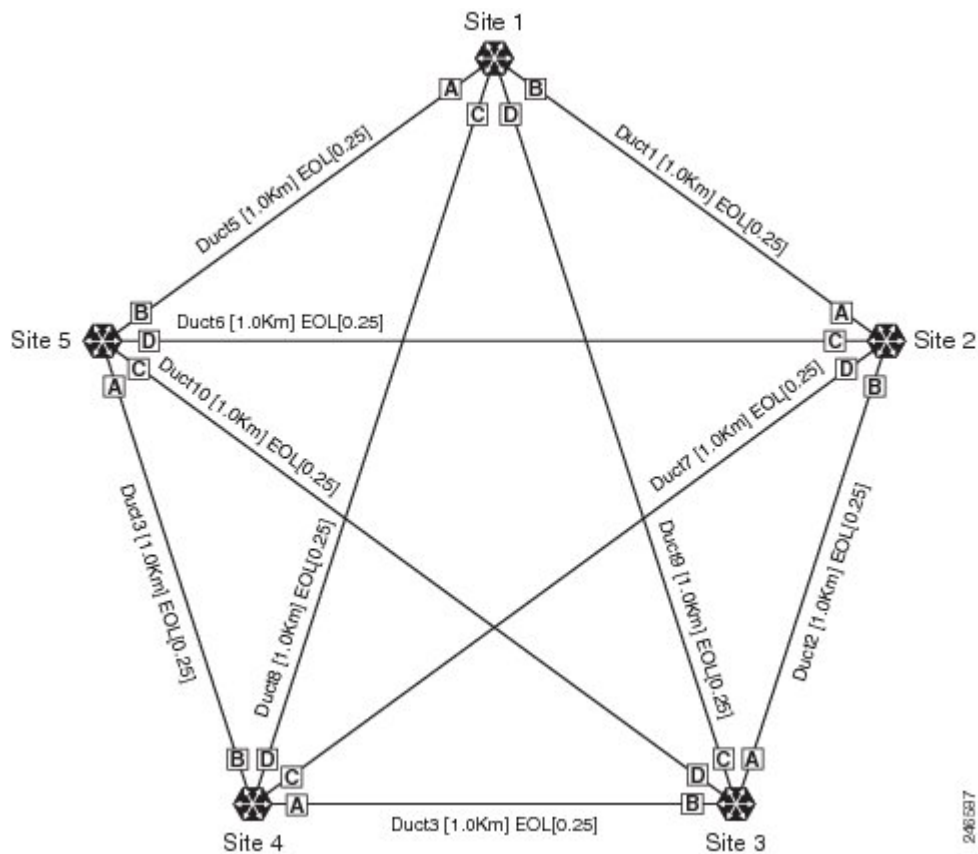 Site 1
A
B
C
D
Duct5 [1.0Km] EOL[0.25]
Duct1 [1.0Km] EOL[0.25]
B
A
Site 5
D
Duct6 [1.0Km] EOL[0.25]
C
Site 2
A
C
D
B
Duct10 [1.0Km] EOL[0.25]
Duct7 [1.0Km] EOL[0.25]
Duct3 [1.0Km] EOL[0.25]
Duct8 [1.0Km] EOL[0.25]
Duct9 [1.0Km] EOL[0.25]
Duct2 [1.0Km] EOL[0.25]
B
D
C
A
C
D
A
B
Site 4
Duct3 [1.0Km] EOL[0.25]
Site 3
246587